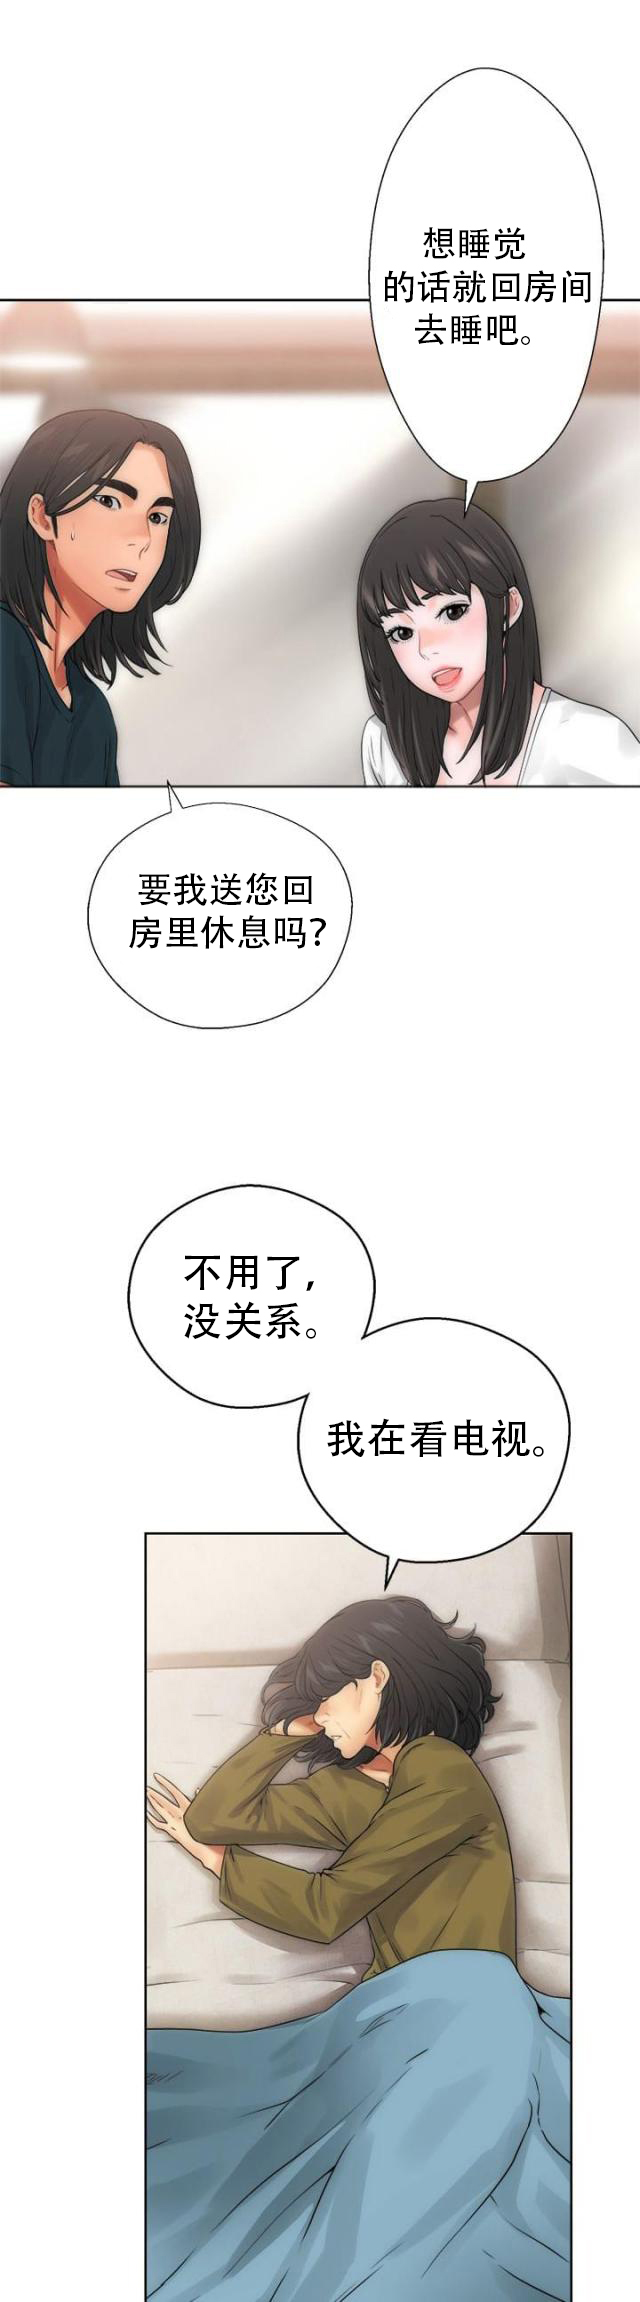 想睡觉
的话就回房间
去睡吧。
要我送您回
房里休息吗?
不用了,
没关系。
我在看电视。